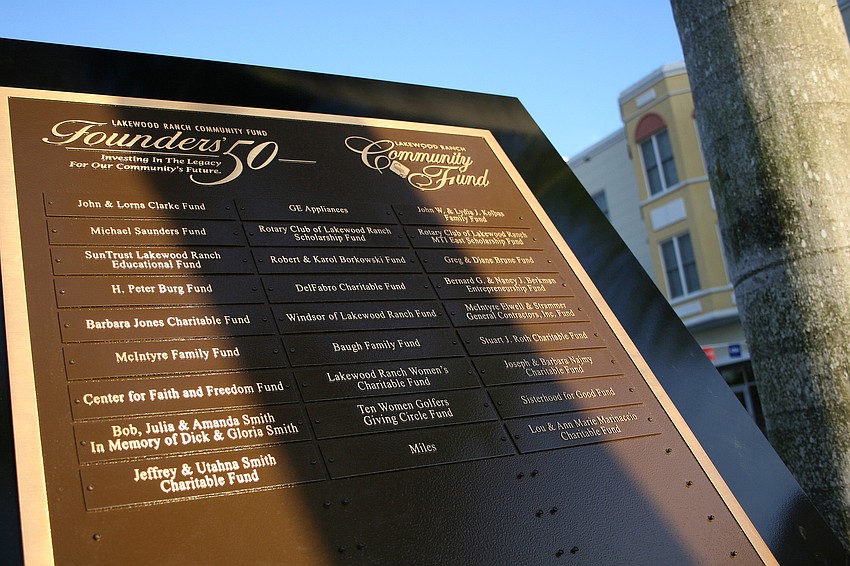 LAKEWOOD RANCH COMMUNITY FUND
Founders' 50
Investing In The Legacy
For Our Community's Future.
LAKEWOOD RANCH
Community
Fund
John & Lorna Clarke Fund
Michael Saunders Fund
SunTrust Lakewood Ranch
Educational Fund
H. Peter Burg Fund
Barbara Jones Charitable Fund
McIntyre Family Fund
Center for Faith and Freedom Fund
Bob, Julia & Amanda Smith
In Memory of Dick & Gloria Smith
Jeffrey & Utahna Smith
Charitable Fund
GE Appliances
Rotary Club of Lakewood Ranch
Scholarship Fund
Robert & Karol Borkowski Fund
DelFabro Charitable Fund
Windsor of Lakewood Ranch Fund
Baugh Family Fund
Lakewood Ranch Women's
Charitable Fund
Ten Women Golfers
Giving Circle Fund
Miles
John W. & Lydia J. Kolbas
Family Fund
Rotary Club of Lakewood Ranch
MTI East Scholarship Fund
Greg & Diane Bruno Fund
Bernard G. & Nancy J. Berkman
Entrepreneurship Fund
McIntyre Elwell & Strammer
General Contractors, Inc. Fund
Stuart J. Roth Charitable Fund
Joseph & Barbara Najmy
Charitable Fund
Sisterhood for Good Fund
Lou & Ann Marie Marinaccio
Charitable Fund